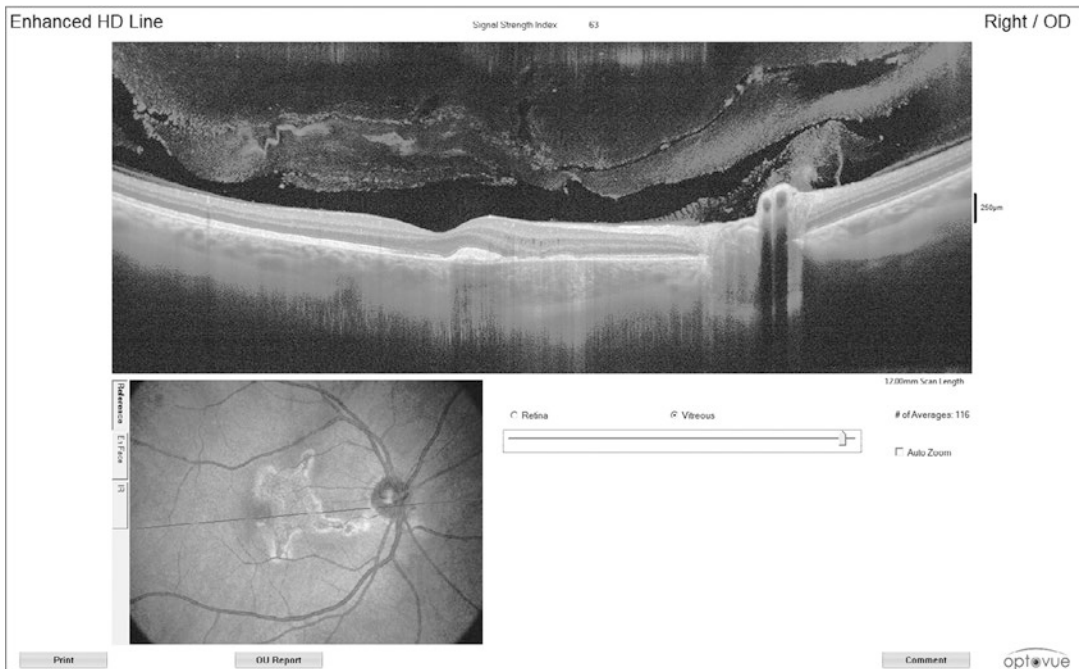 Enhanced HD Line
Signal Strength Index 63
Right / OD
250µm
12.00mm Scan Length
Reference
En Face
IR
Retina
Vitreous
# of Averages: 116
Auto Zoom
Print
OU Report
Comment
optovue